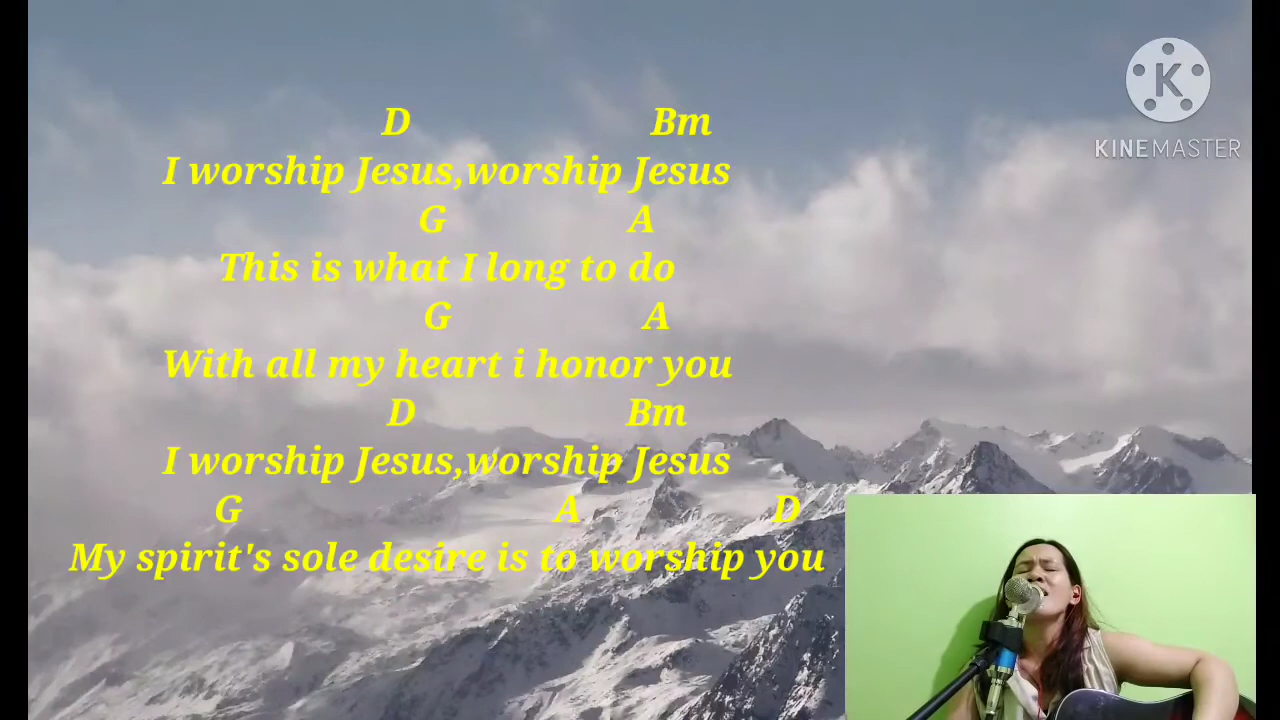 D Bm
I worship Jesus,worship Jesus
G A
This is what I long to do
G A
With all my heart i honor you
D Bm
I worship Jesus,worship Jesus
G A D
My spirit's sole desire is to worship you
K
KINEMASTER